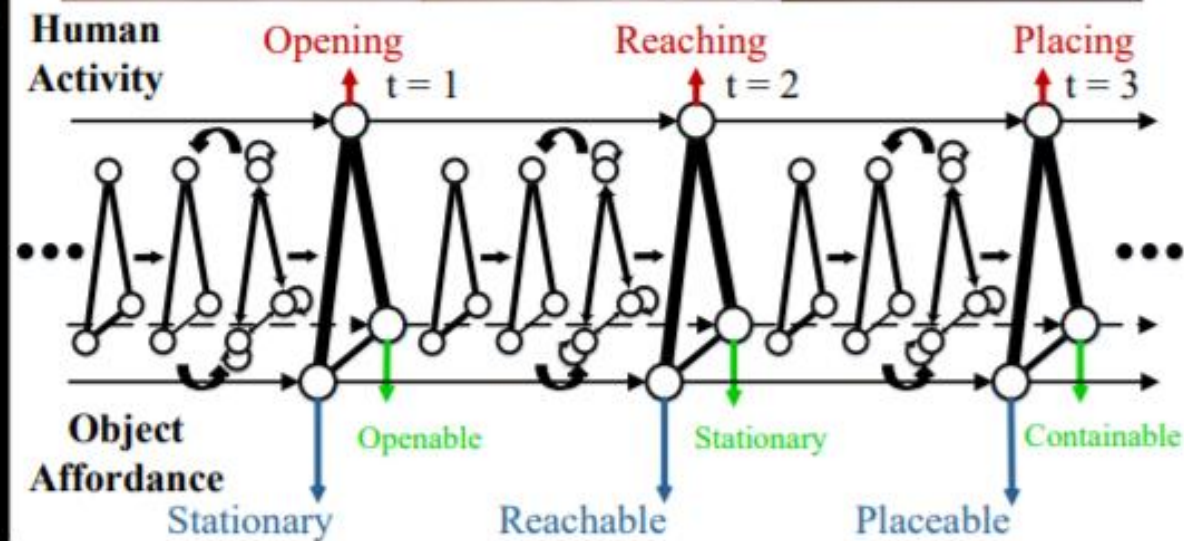 Human
Activity
Opening
Reaching
Placing
t = 1
t = 2
t = 3
Object
Affordance
Openable
Stationary
Containable
Stationary
Reachable
Placeable